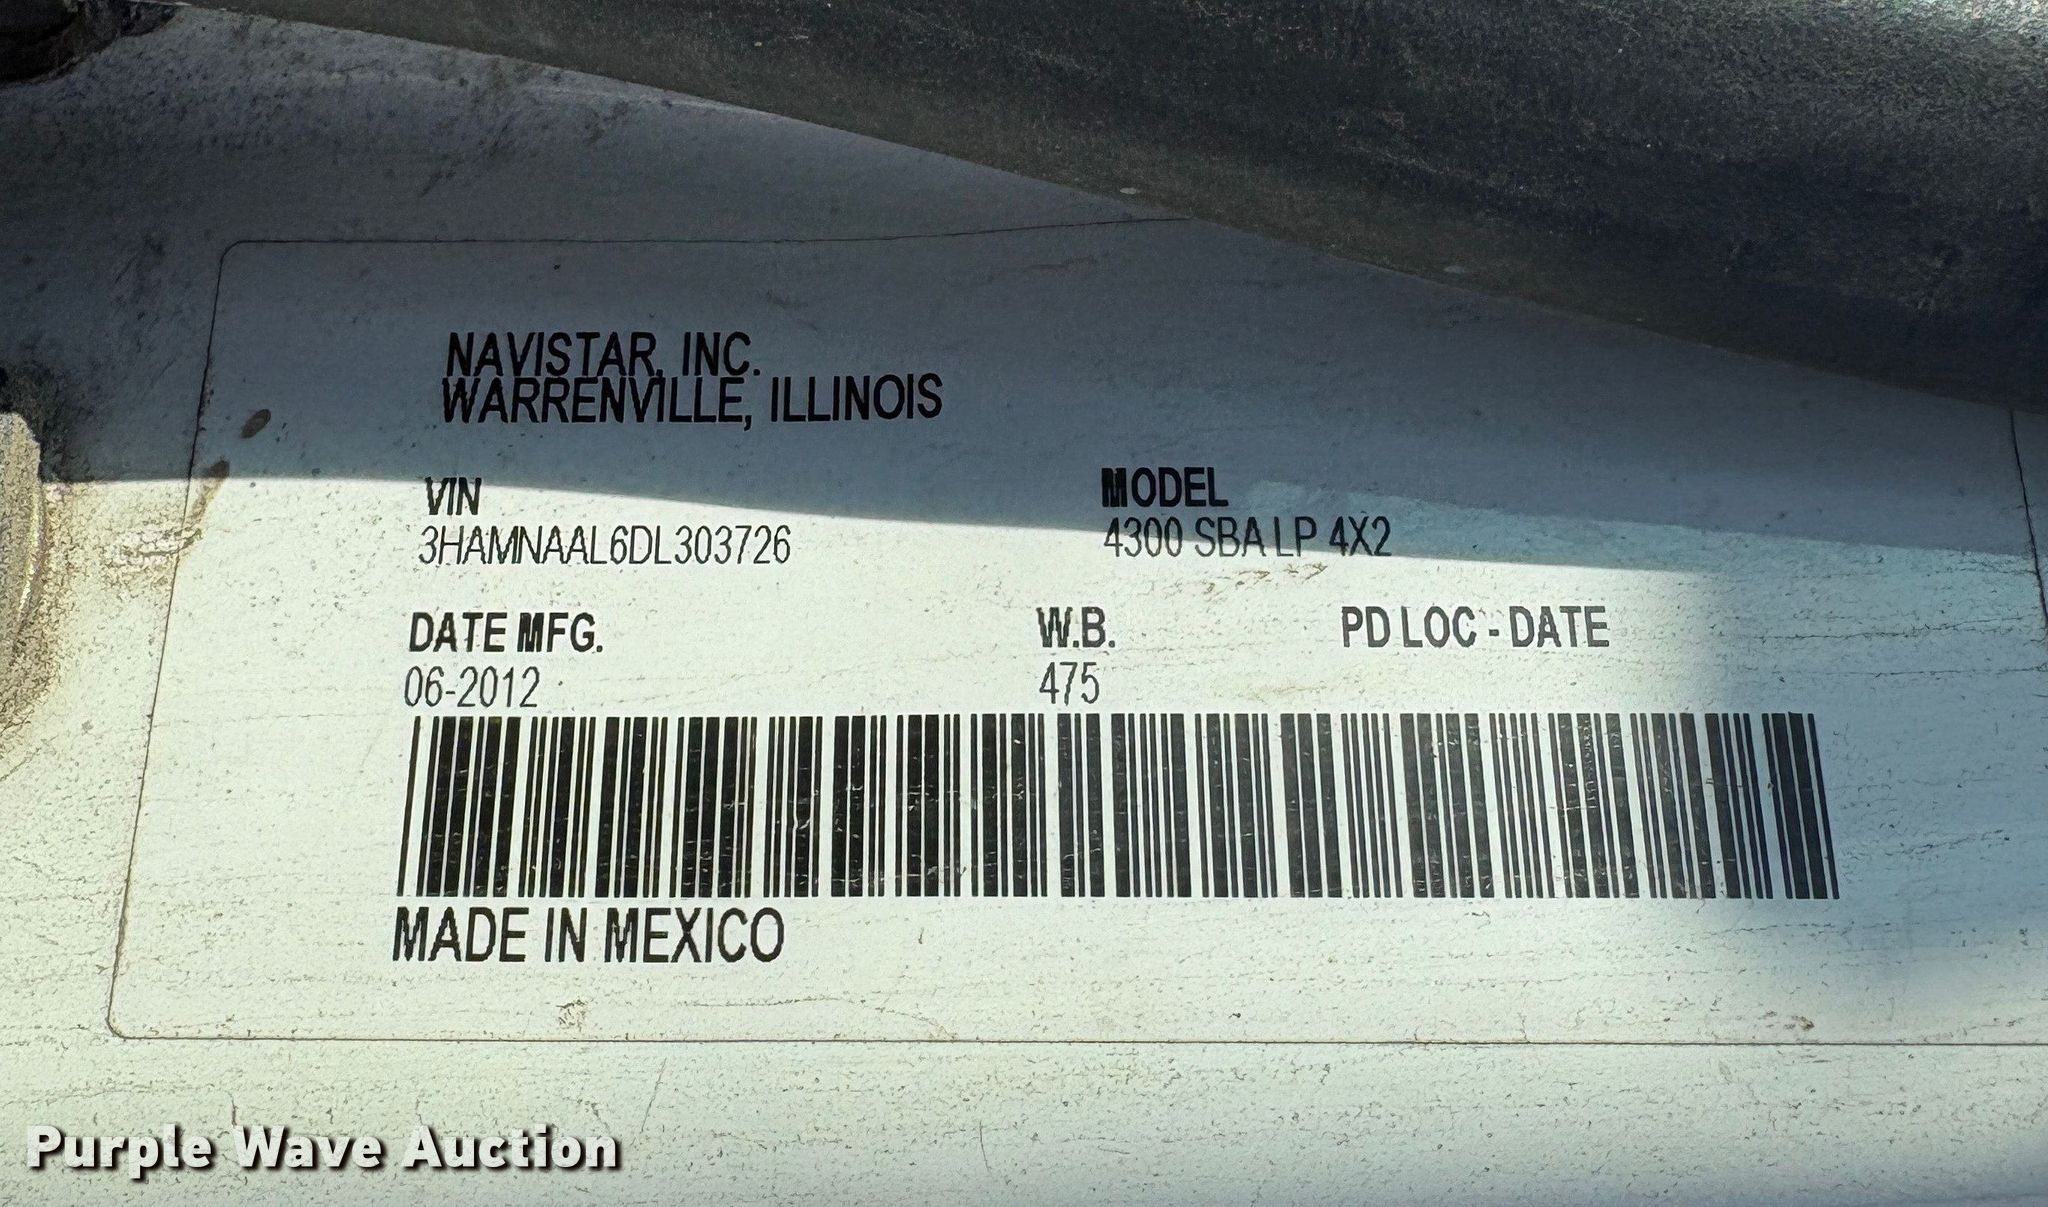 NAVISTAR, INC.
WARRENVILLE, ILLINOIS
VIN MODEL
3HAMNAAL6DL303726 4300 SBA LP 4X2
DATE MFG. W.B. PD LOC - DATE
06-2012 475
MADE IN MEXICO
Purple Wave Auction